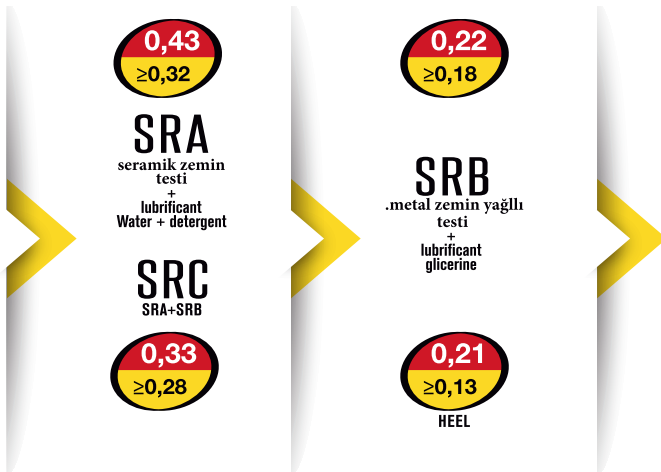 0,43
≥0,32
SRA
seramik zemin
testi
+
lubrificant
Water + detergent
SRC
SRA+SRB
0,33
≥0,28
0,22
≥0,18
SRB
.metal zemin yağllı
testi
+
lubrificant
glicerine
0,21
≥0,13
HEEL